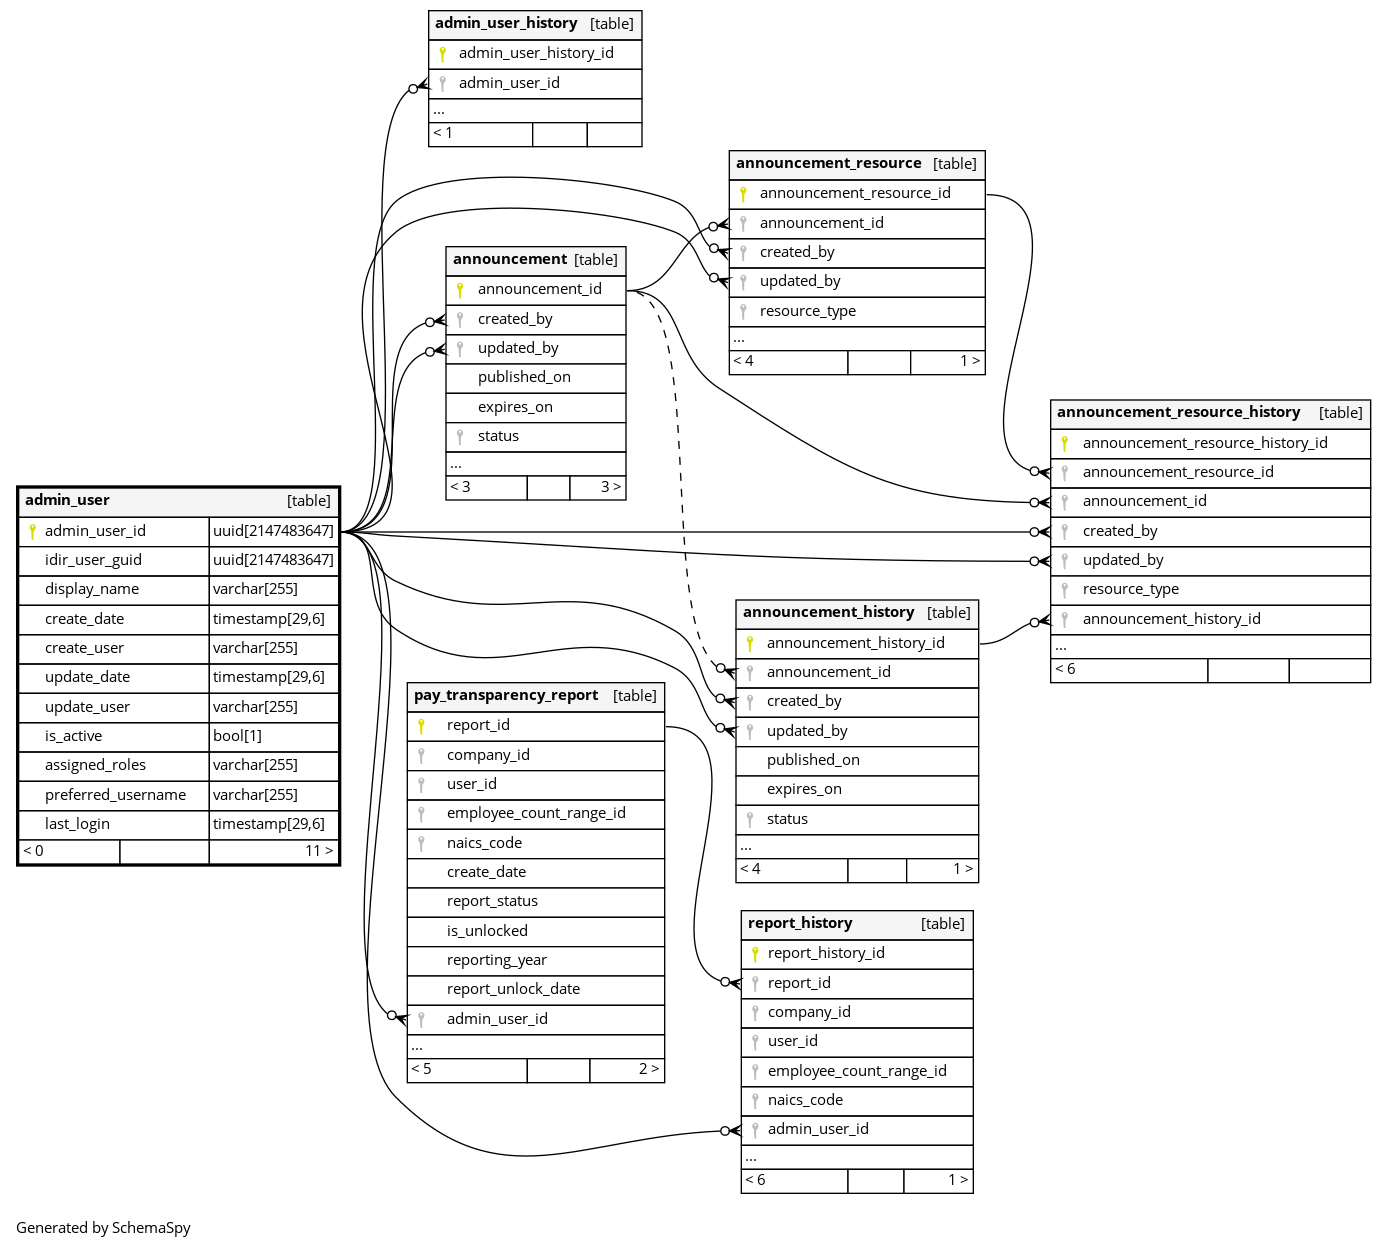 admin_user_history [table]
admin_user_history_id
admin_user_id
...
< 1
announcement_resource [table]
announcement_resource_id
announcement_id
created_by
updated_by
resource_type
...
< 4 1 >
announcement [table]
announcement_id
created_by
updated_by
published_on
expires_on
status
...
< 3 3 >
announcement_resource_history [table]
announcement_resource_history_id
announcement_resource_id
announcement_id
created_by
updated_by
resource_type
announcement_history_id
...
< 6
admin_user [table]
admin_user_id uuid[2147483647]
idir_user_guid uuid[2147483647]
display_name varchar[255]
create_date timestamp[29,6]
create_user varchar[255]
update_date timestamp[29,6]
update_user varchar[255]
is_active bool[1]
assigned_roles varchar[255]
preferred_username varchar[255]
last_login timestamp[29,6]
< 0 11 >
announcement_history [table]
announcement_history_id
announcement_id
created_by
updated_by
published_on
expires_on
status
...
< 4 1 >
pay_transparency_report [table]
report_id
company_id
user_id
employee_count_range_id
naics_code
create_date
report_status
is_unlocked
reporting_year
report_unlock_date
admin_user_id
...
< 5 2 >
report_history [table]
report_history_id
report_id
company_id
user_id
employee_count_range_id
naics_code
admin_user_id
...
< 6 1 >
Generated by SchemaSpy